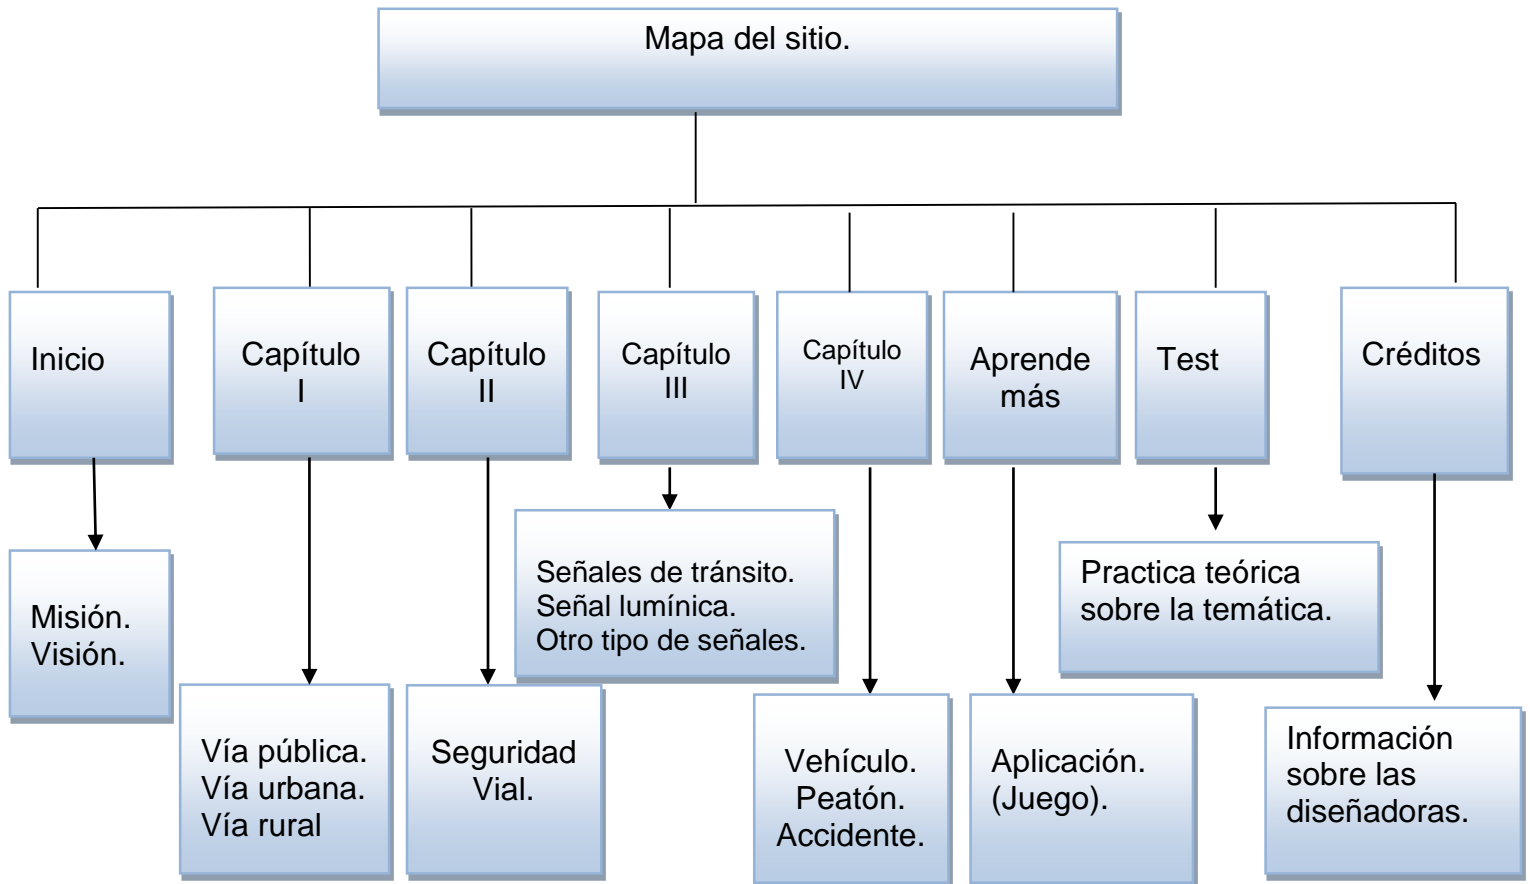 Mapa del sitio.
Inicio
Capítulo
I
Capítulo
II
Capítulo
III
Capítulo
IV
Aprende
más
Test
Créditos
Misión.
Visión.
Vía pública.
Vía urbana.
Vía rural
Seguridad
Vial.
Señales de tránsito.
Señal lumínica.
Otro tipo de señales.
Vehículo.
Peatón.
Accidente.
Aplicación.
(Juego).
Practica teórica
sobre la temática.
Información
sobre las
diseñadoras.